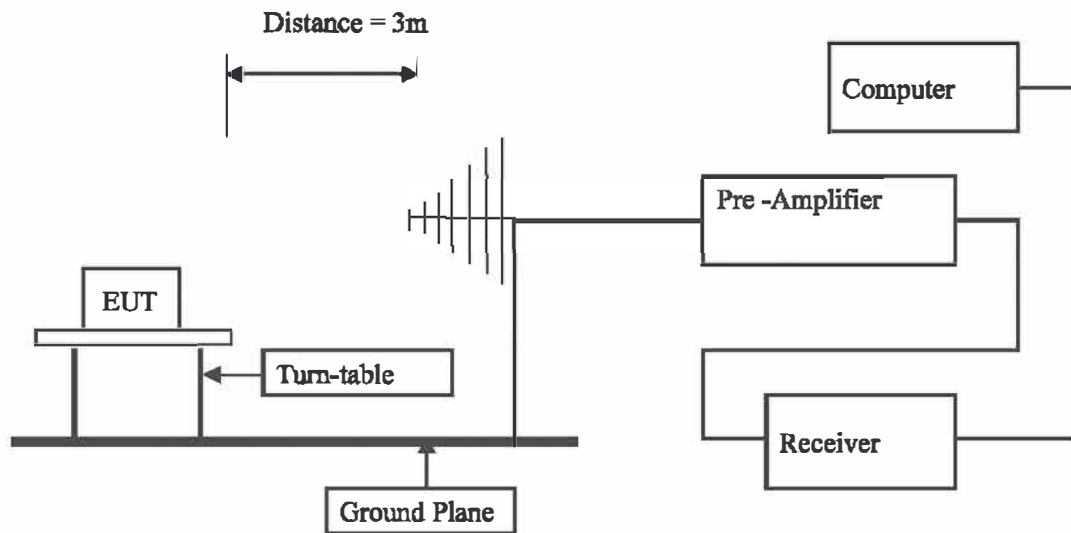 Distance = 3m
Computer
Pre -Amplifier
EUT
Turn-table
Receiver
Ground Plane